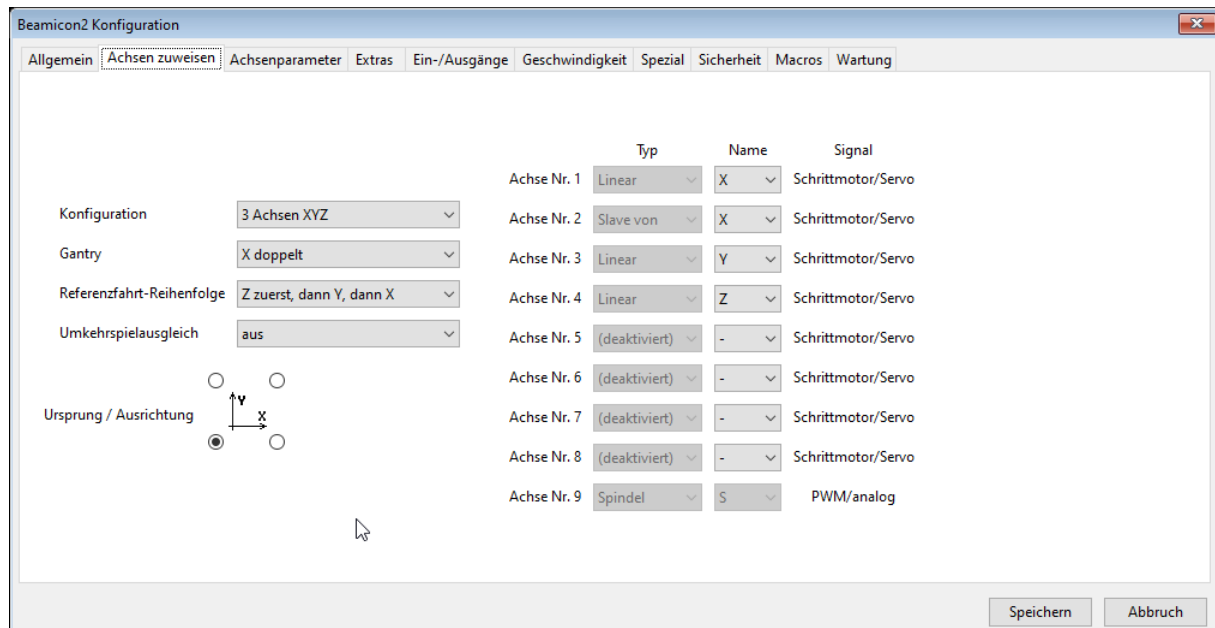 Beamicon2 Konfiguration
Allgemein Achsen zuweisen Achsenparameter Extras Ein-/Ausgänge Geschwindigkeit Spezial Sicherheit Macros Wartung
Typ Name Signal
Achse Nr. 1 Linear X Schrittmotor/Servo
Konfiguration 3 Achsen XYZ Achse Nr. 2 Slave von X Schrittmotor/Servo
Gantry X doppelt Achse Nr. 3 Linear Y Schrittmotor/Servo
Referenzfahrt-Reihenfolge Z zuerst, dann Y, dann X Achse Nr. 4 Linear Z Schrittmotor/Servo
Umkehrspielausgleich aus Achse Nr. 5 (deaktiviert) - Schrittmotor/Servo
Achse Nr. 6 (deaktiviert) - Schrittmotor/Servo
Y
Ursprung / Ausrichtung X Achse Nr. 7 (deaktiviert) - Schrittmotor/Servo
Achse Nr. 8 (deaktiviert) - Schrittmotor/Servo
Achse Nr. 9 Spindel S PWM/analog
Speichern Abbruch